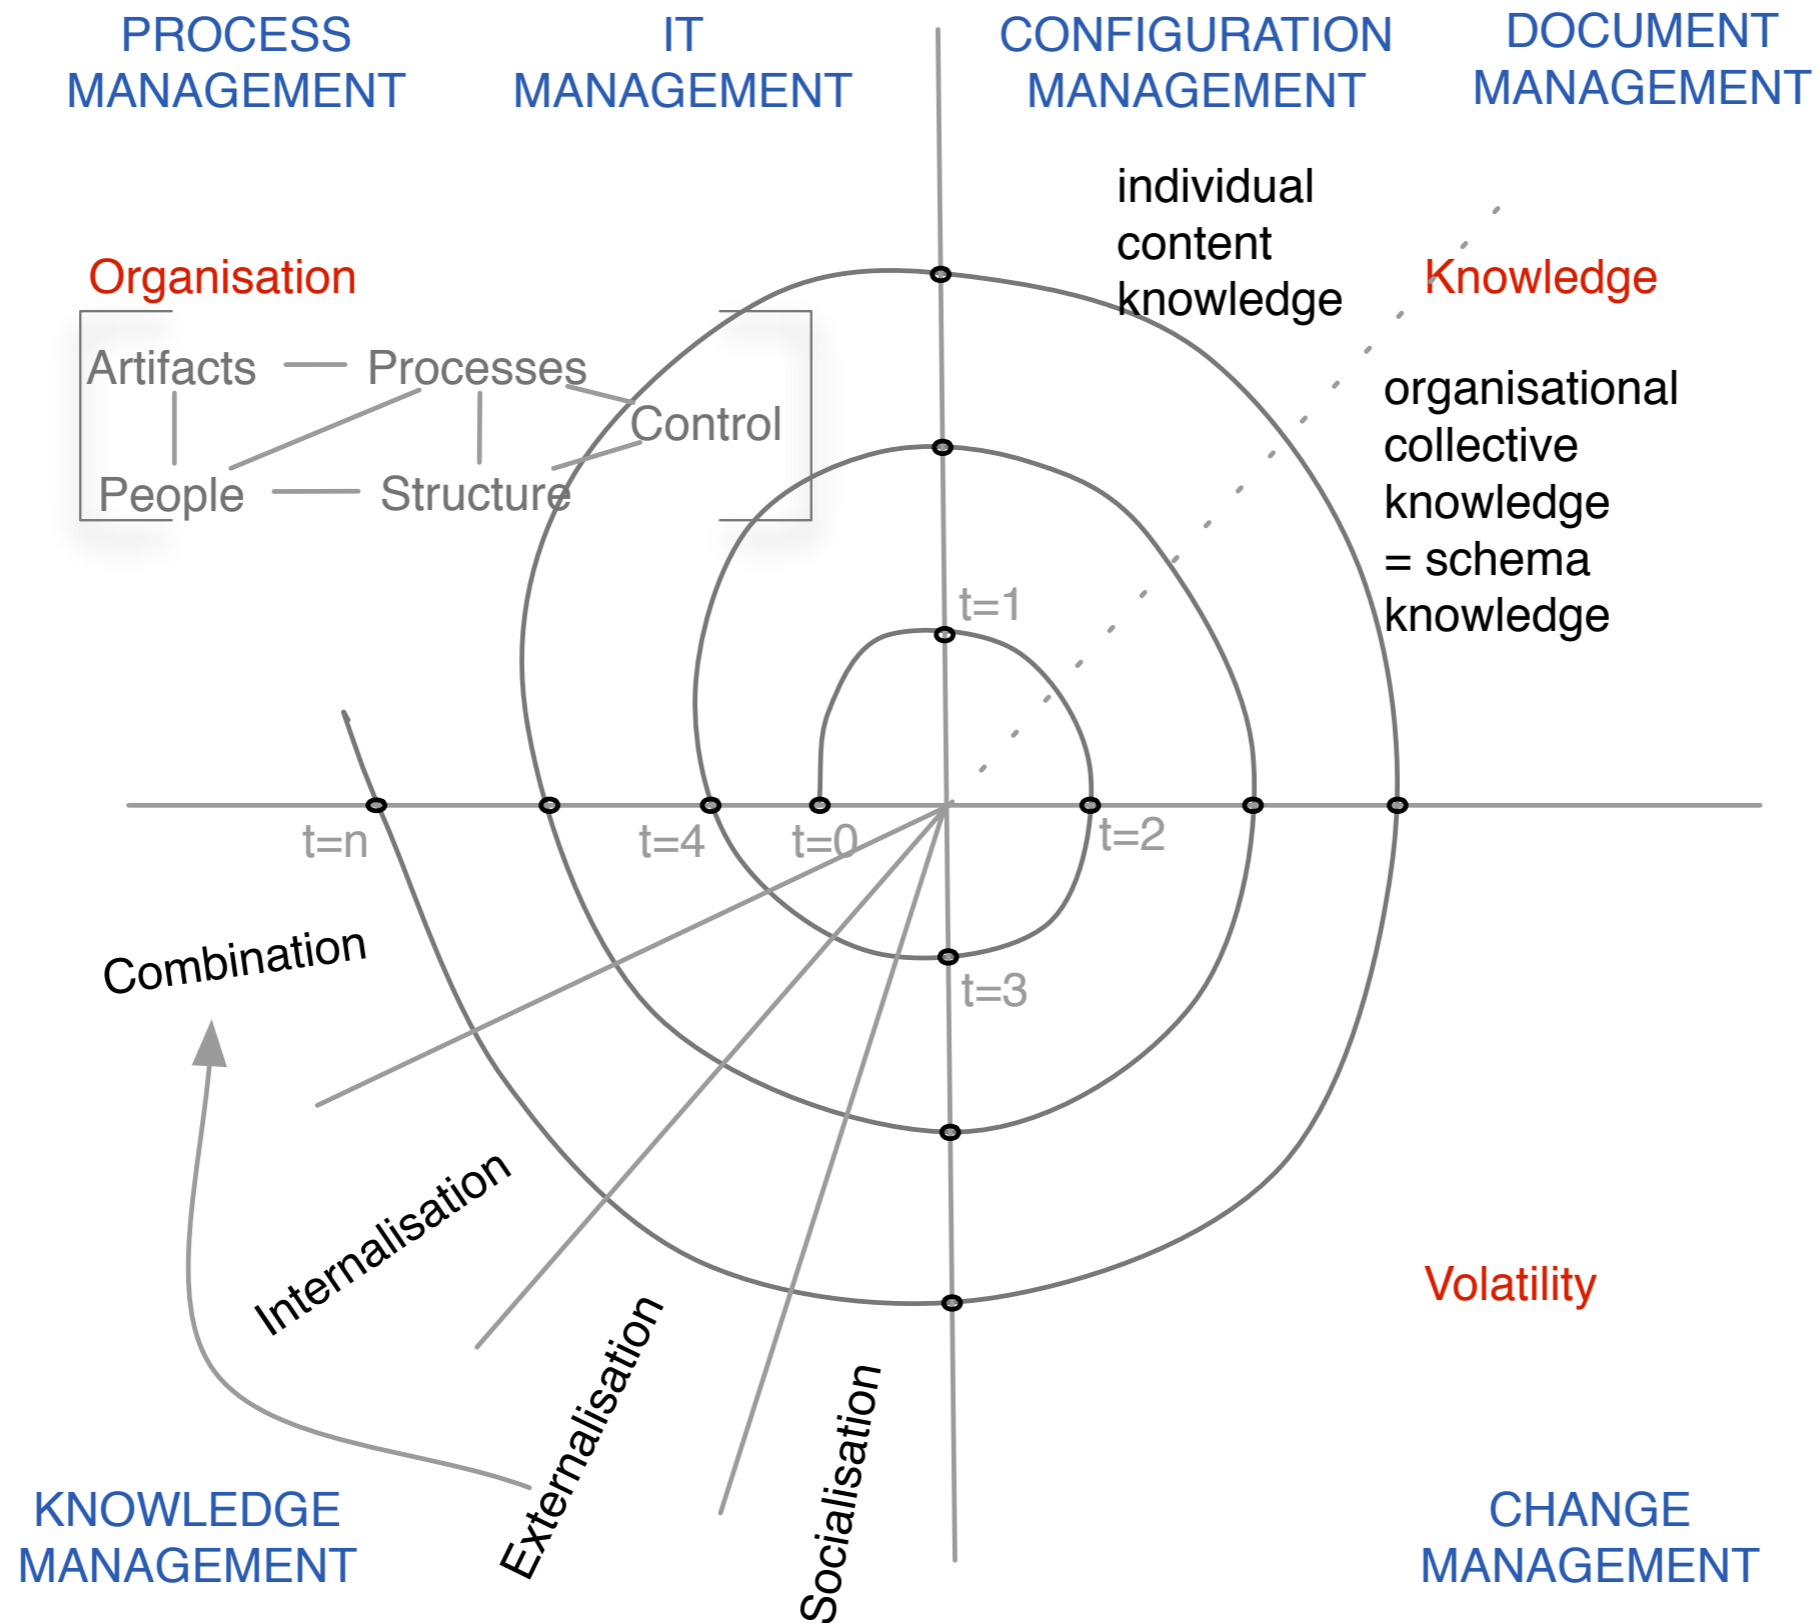 PROCESS
MANAGEMENT
IT
MANAGEMENT
CONFIGURATION
MANAGEMENT
DOCUMENT
MANAGEMENT
individual
content
knowledge
Organisation
Knowledge
Artifacts
Processes
Control
People
Structure
organisational
collective
knowledge
= schema
knowledge
t=1
t=n
t=4
t=0
t=2
t=3
Combination
Internalisation
Externalisation
Socialisation
Volatility
KNOWLEDGE
MANAGEMENT
CHANGE
MANAGEMENT